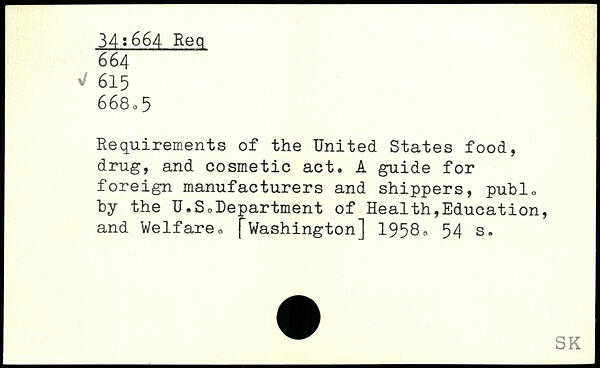 34:664 Req
664
✓ 615
668.5
Requirements of the United States food,
drug, and cosmetic act. A guide for
foreign manufacturers and shippers, publ.
by the U.S.Department of Health,Education,
and Welfare. [Washington] 1958. 54 s.
SK